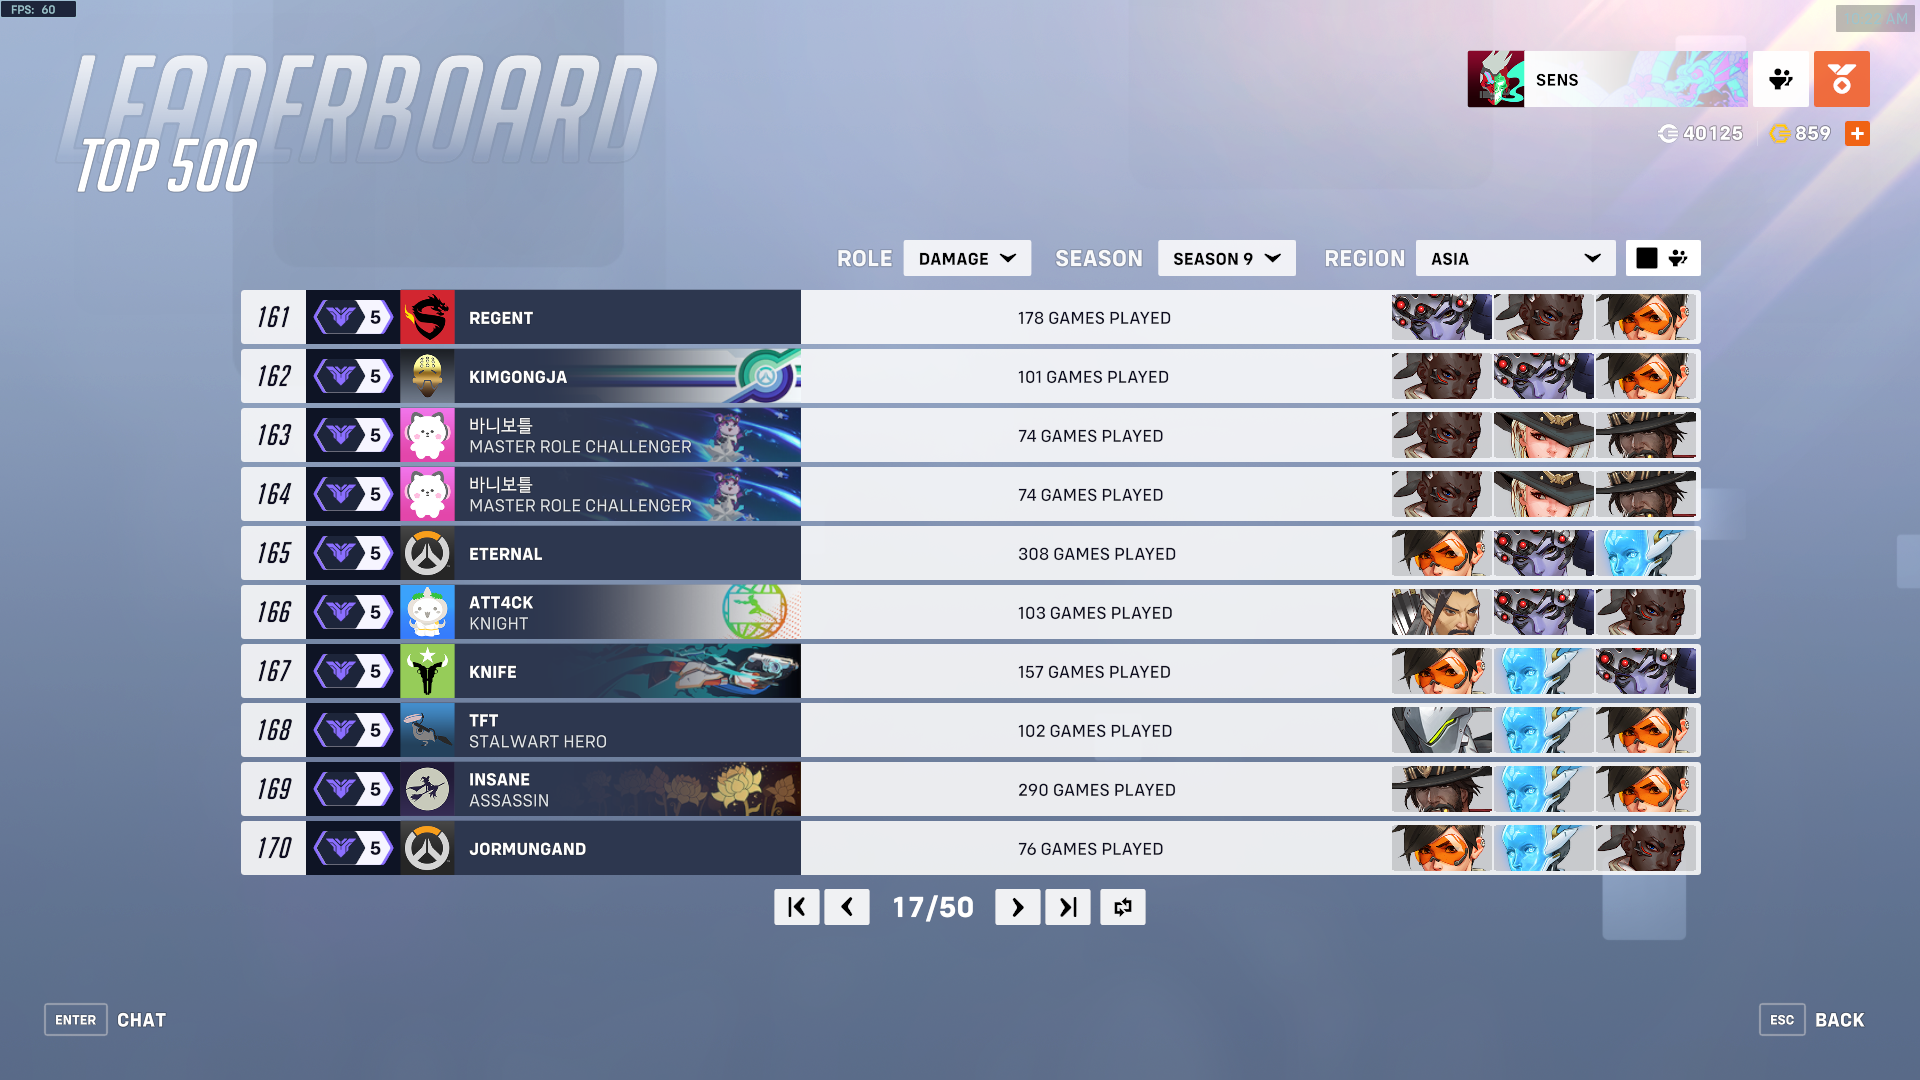 FPS: 60
LEADERBOARD
TOP 500
SENS
40125
859
ROLE DAMAGE SEASON SEASON 9 REGION ASIA
161 5 REGENT 178 GAMES PLAYED
162 5 KIMGONGJA 101 GAMES PLAYED
163 5 바니보틀 74 GAMES PLAYED
MASTER ROLE CHALLENGER
164 5 바니보틀 74 GAMES PLAYED
MASTER ROLE CHALLENGER
165 5 ETERNAL 308 GAMES PLAYED
166 5 ATT4CK 103 GAMES PLAYED
KNIGHT
167 5 KNIFE 157 GAMES PLAYED
168 5 TFT 102 GAMES PLAYED
STALWART HERO
169 5 INSANE 290 GAMES PLAYED
ASSASSIN
170 5 JORMUNGAND 76 GAMES PLAYED
17/50
ENTER CHAT
ESC BACK